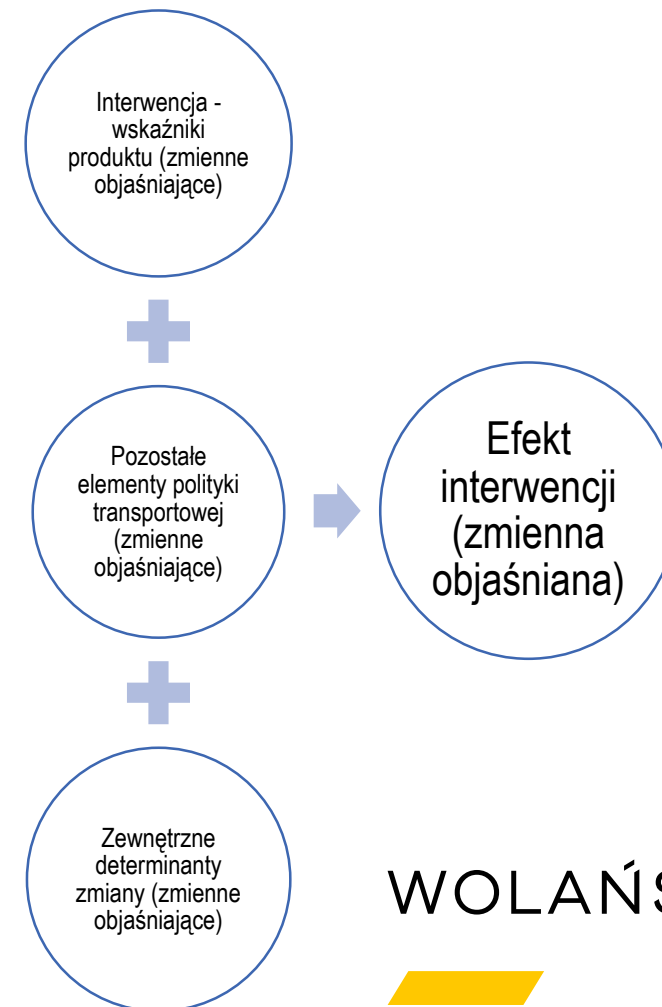 Interwencja -
wskaźniki
produktu (zmienne
objaśniające)
Pozostałe
elementy polityki
transportowej
(zmienne
objaśniające)
Efekt
interwencji
(zmienna
objaśniana)
Zewnętrzne
determinanty
zmiany (zmienne
objaśniające)